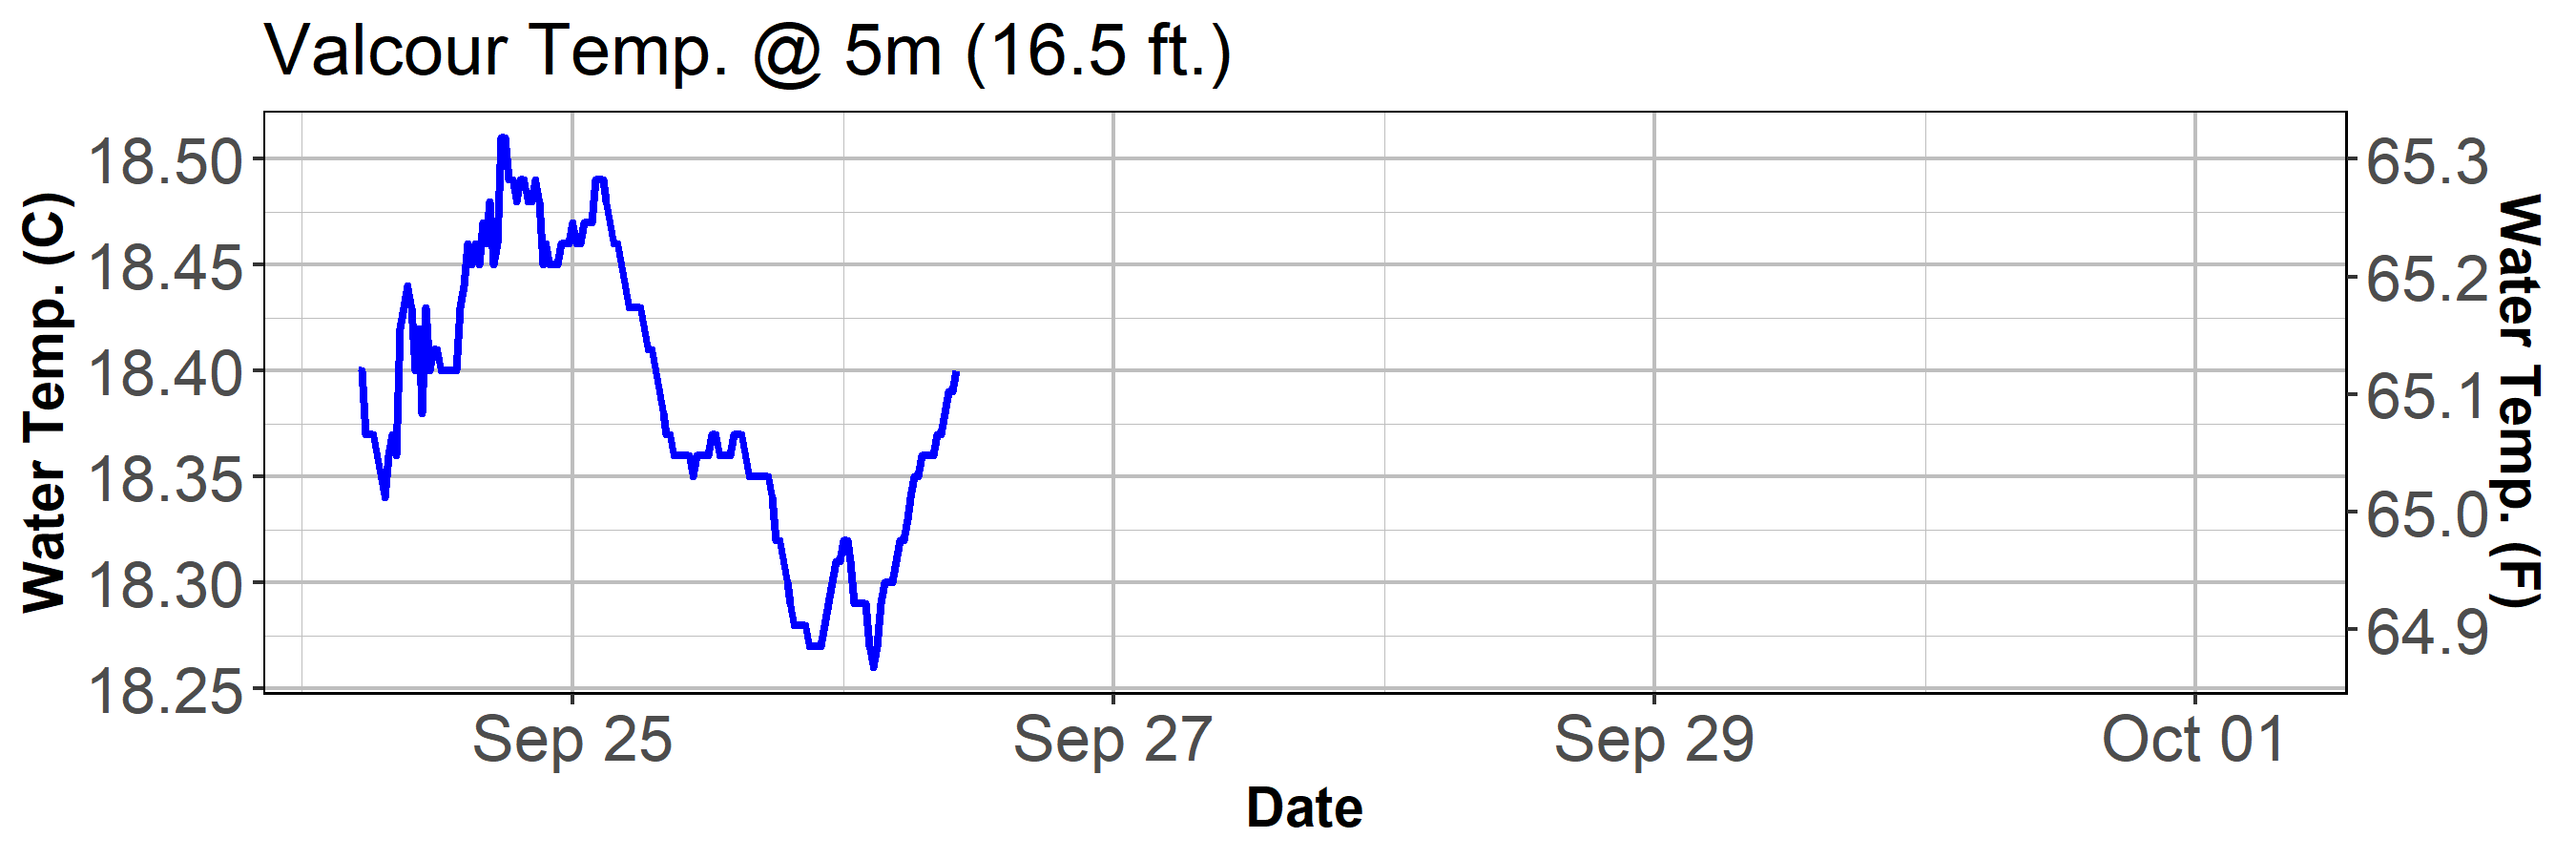 Valcour Temp. @ 5m (16.5 ft.)
Water Temp. (C)
18.50
18.45
18.40
18.35
18.30
18.25
65.3
65.2
65.1
65.0
64.9
Water Temp. (F)
Sep 25 Sep 27 Sep 29 Oct 01
Date